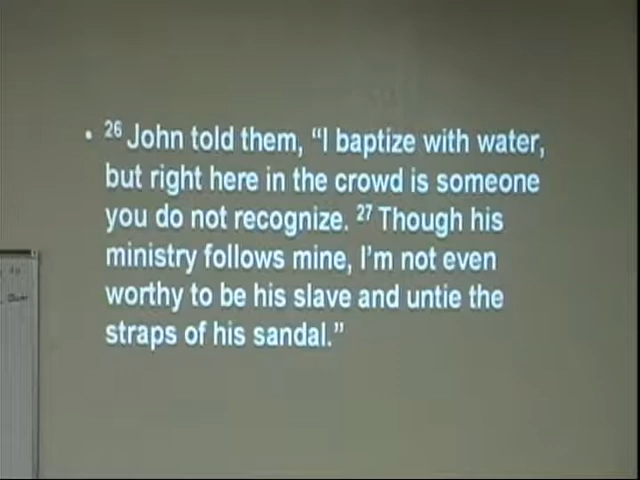 • 26 John told them, “I baptize with water,
but right here in the crowd is someone
you do not recognize. 27 Though his
ministry follows mine, I’m not even
worthy to be his slave and untie the
straps of his sandal.”